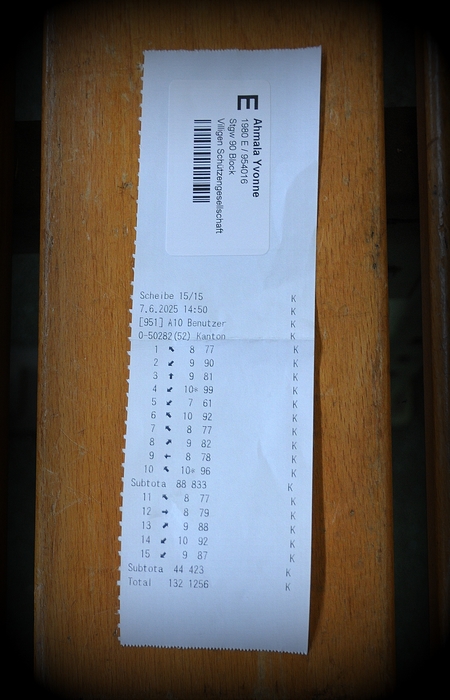 E
Ahmala Yvonne
1980 E / 954016
Stgw 90 Block
Villigen Schützengesellschaft
Scheibe 15/15 K
7.6.2025 14:50 K
[951] A10 Benutzer K
0-50282(52) Kanton K
1 ↖ 8 77 K
2 ↙ 9 90 K
3 ↑ 9 81 K
4 ↙ 10* 99 K
5 ↙ 7 61 K
6 ↖ 10 92 K
7 ↖ 8 77 K
8 ↗ 9 82 K
9 ← 8 78 K
10 ↖ 10* 96 K
Subtota 88 833 K
11 ↖ 8 77 K
12 → 8 79 K
13 ↗ 9 88 K
14 ↙ 10 92 K
15 ↙ 9 87 K
Subtota 44 423 K
Total 132 1256 K